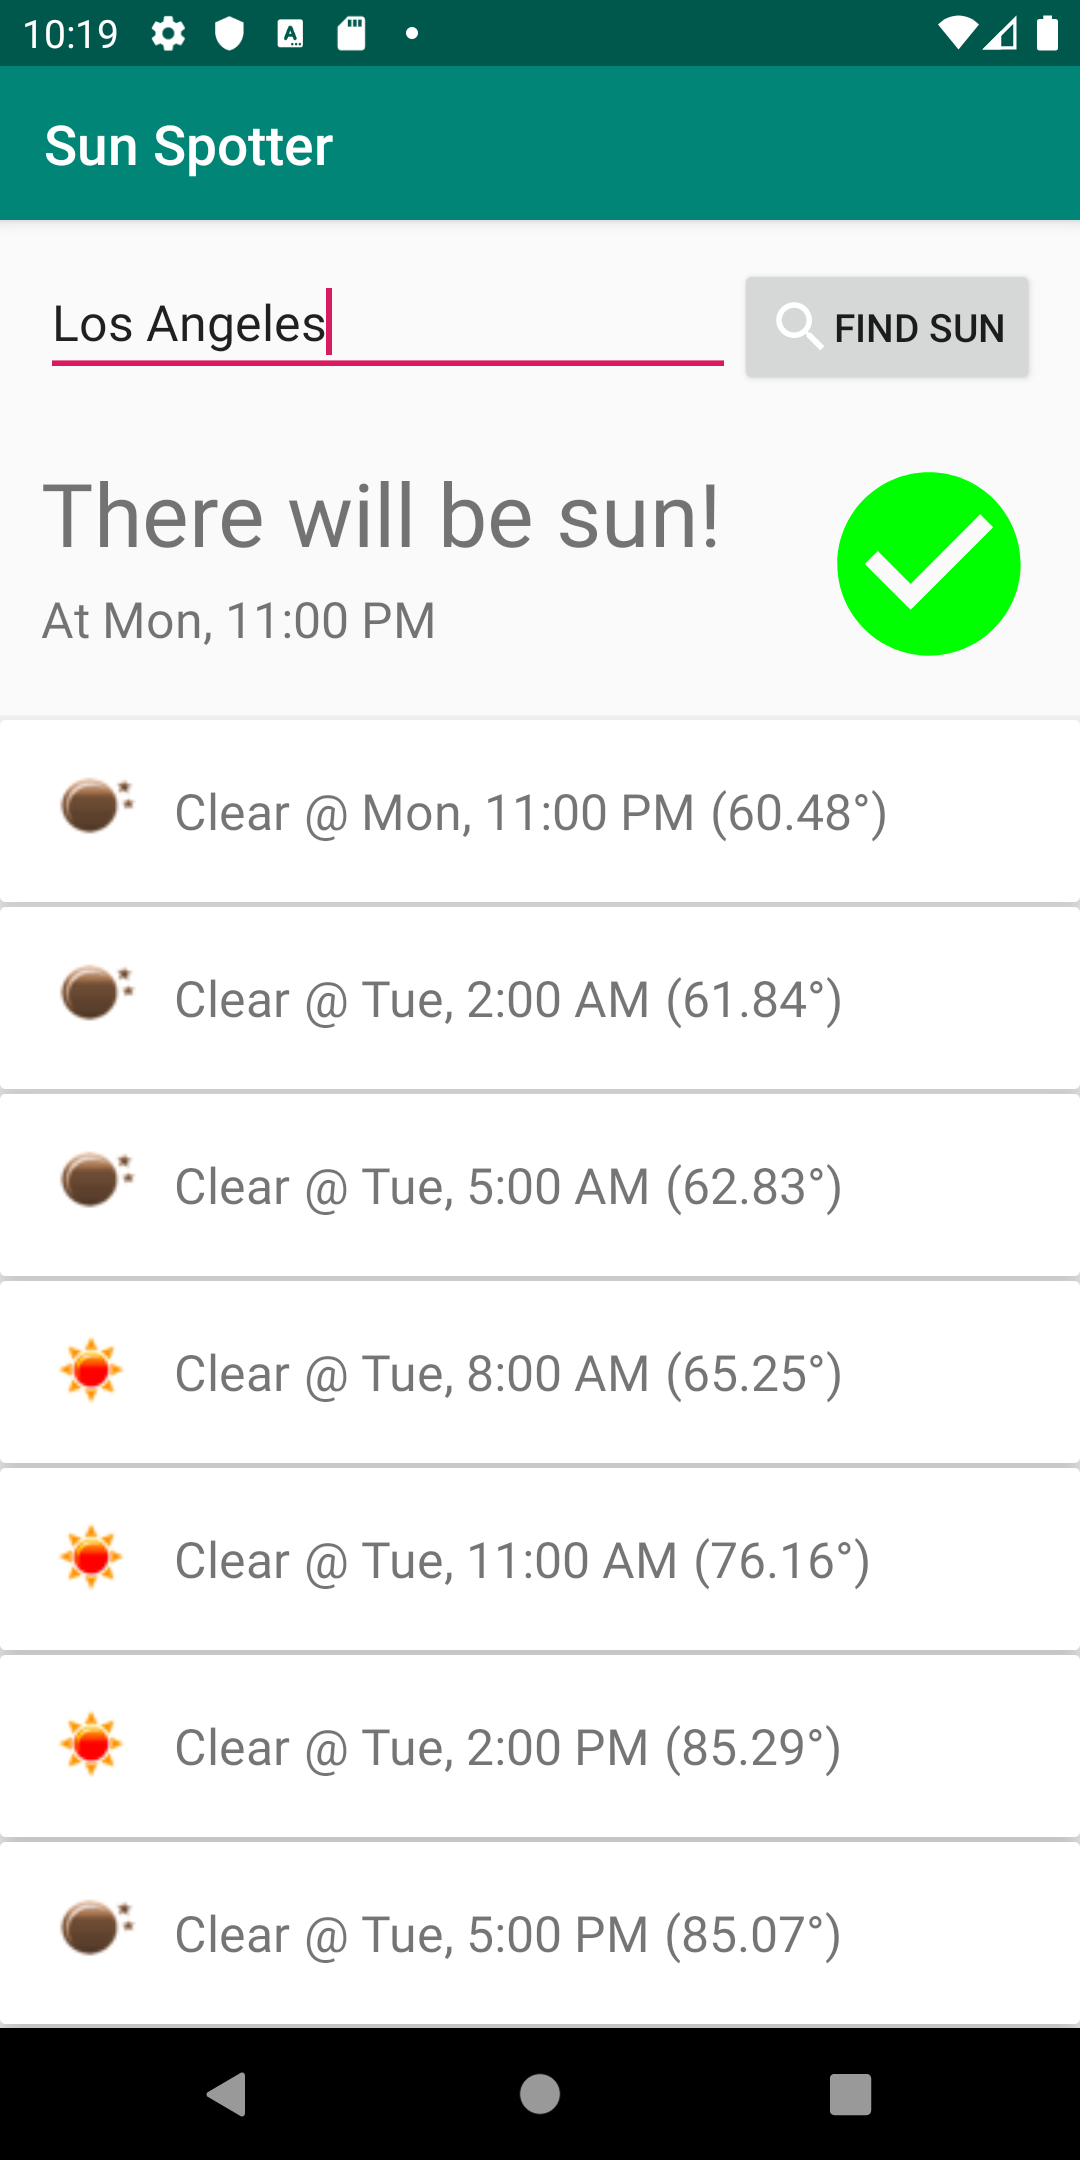 10:19
Sun Spotter
Los Angeles
FIND SUN
There will be sun!
At Mon, 11:00 PM
Clear @ Mon, 11:00 PM (60.48°)
Clear @ Tue, 2:00 AM (61.84°)
Clear @ Tue, 5:00 AM (62.83°)
Clear @ Tue, 8:00 AM (65.25°)
Clear @ Tue, 11:00 AM (76.16°)
Clear @ Tue, 2:00 PM (85.29°)
Clear @ Tue, 5:00 PM (85.07°)